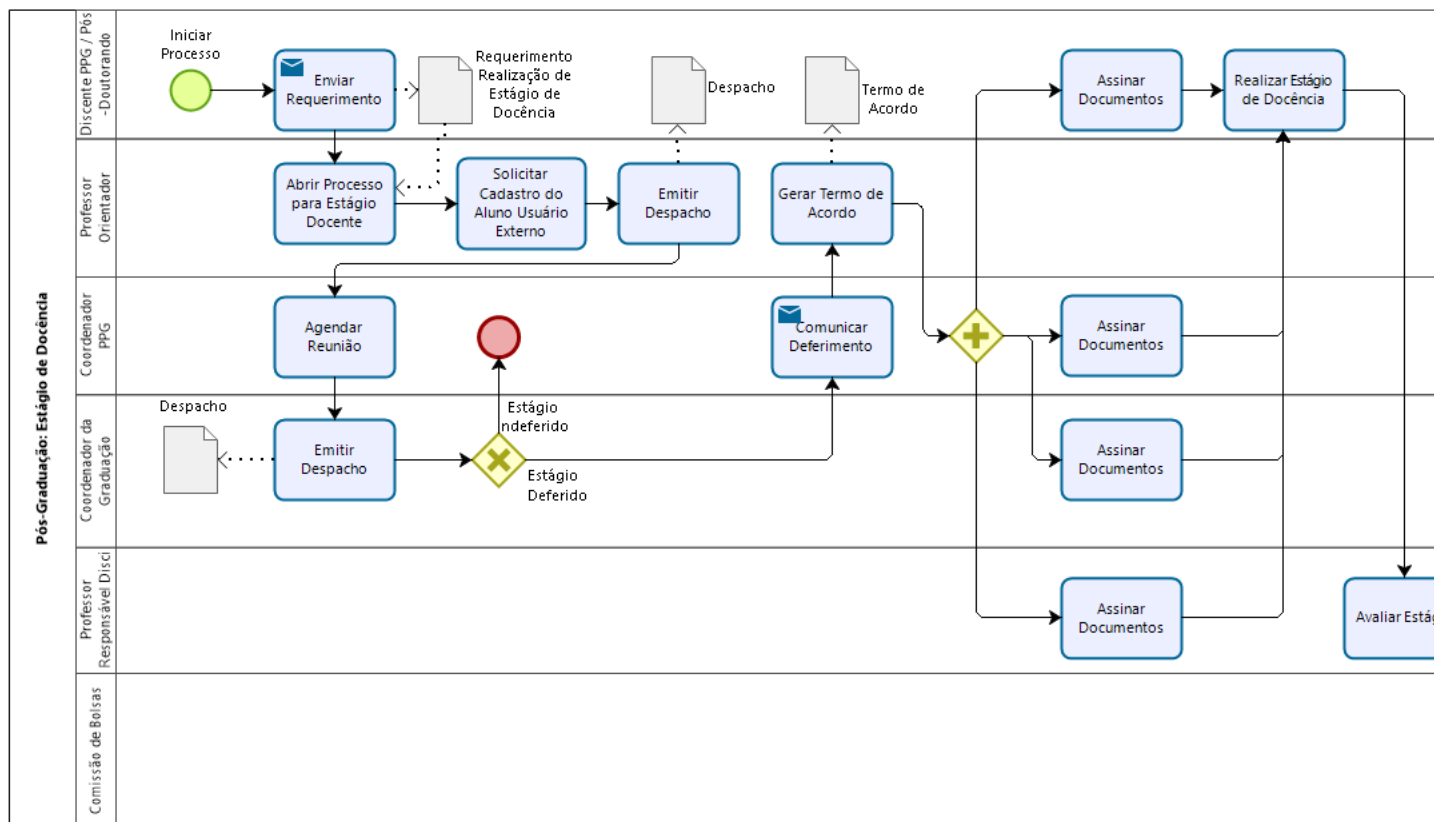 Pós-Graduação: Estágio de Docência
Discente PPG / Pós
-Doutorando
Iniciar
Processo
Enviar
Requerimento
Requerimento
Realização de
Estágio de
Docência
Despacho
Termo de
Acordo
Assinar
Documentos
Realizar Estágio
de Docência
Professor
Orientador
Abrir Processo
para Estágio
Docente
Solicitar
Cadastro do
Aluno Usuário
Externo
Emitir
Despacho
Gerar Termo de
Acordo
Coordenador
PPG
Agendar
Reunião
Comunicar
Deferimento
Assinar
Documentos
Coordenador da
Graduação
Despacho
Emitir
Despacho
Estágio
ndeferido
Estágio
Deferido
Assinar
Documentos
Professor
Responsável Disci
Assinar
Documentos
Avaliar Estág
Comissão de Bolsas